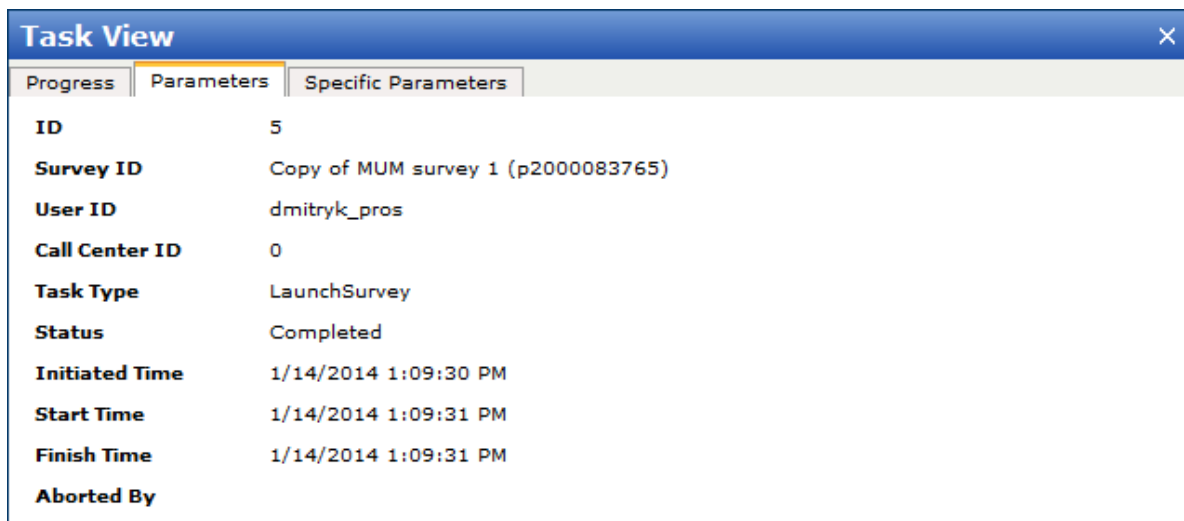 Task View
Progress Parameters Specific Parameters
ID 5
Survey ID Copy of MUM survey 1 (p2000083765)
User ID dmitryk_pros
Call Center ID 0
Task Type LaunchSurvey
Status Completed
Initiated Time 1/14/2014 1:09:30 PM
Start Time 1/14/2014 1:09:31 PM
Finish Time 1/14/2014 1:09:31 PM
Aborted By